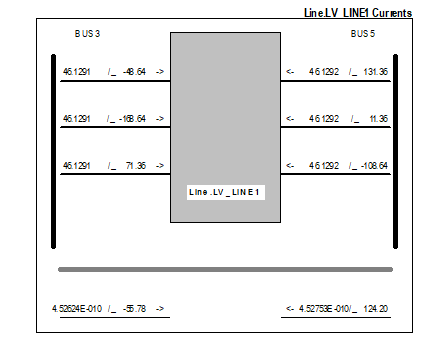 Line.LV_LINE1 Currents
BUS3 BUS5
46.1291 /_ -48.64 -> <- 46.1292 /_ 131.36
46.1291 /_ -168.64 -> <- 46.1292 /_ 11.36
46.1291 /_ 71.36 -> <- 46.1292 /_ -108.64
Line.LV_LINE1
4.52624E-010 /_ -55.78 -> <- 4.52753E-010 /_ 124.20